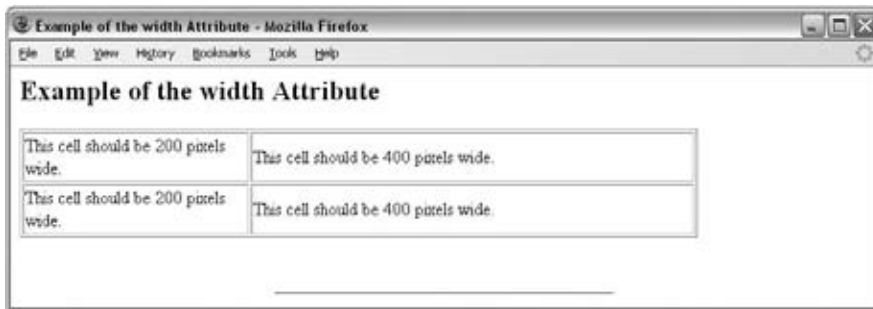 Example of the width Attribute - Mozilla Firefox
File Edit View History Bookmarks Tools Help
Example of the width Attribute
This cell should be 200 pixels
wide.
This cell should be 400 pixels wide.
This cell should be 200 pixels
wide.
This cell should be 400 pixels wide.